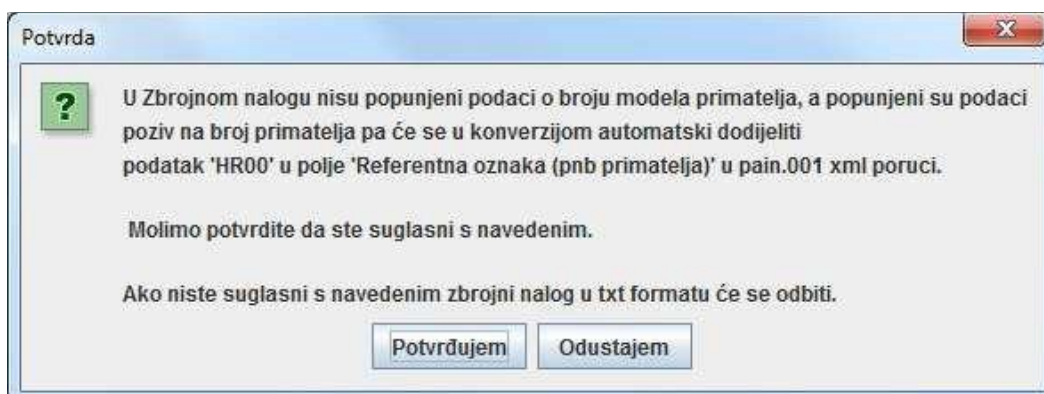 Potvrda
U Zbrojnom nalogu nisu popunjeni podaci o broju modela primatelja, a popunjeni su podaci
poziv na broj primatelja pa će se u konverzijom automatski dodijeliti
podatak 'HR00' u polje 'Referentna oznaka (pnb primatelja)' u pain.001 xml poruci.
Molimo potvrdite da ste suglasni s navedenim.
Ako niste suglasni s navedenim zbrojni nalog u txt formatu će se odbiti.
Potvrđujem Odustajem